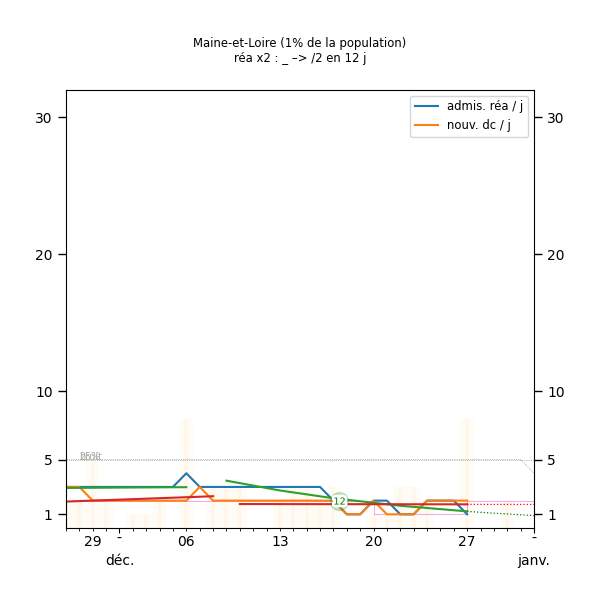 Maine-et-Loire (1% de la population)
réa x2 : _ –> /2 en 12 j
admis. réa / j
nouv. dc / j
30 30
20 20
10 10
5 5
1 1
12
29 06 13 20 27
déc. janv.